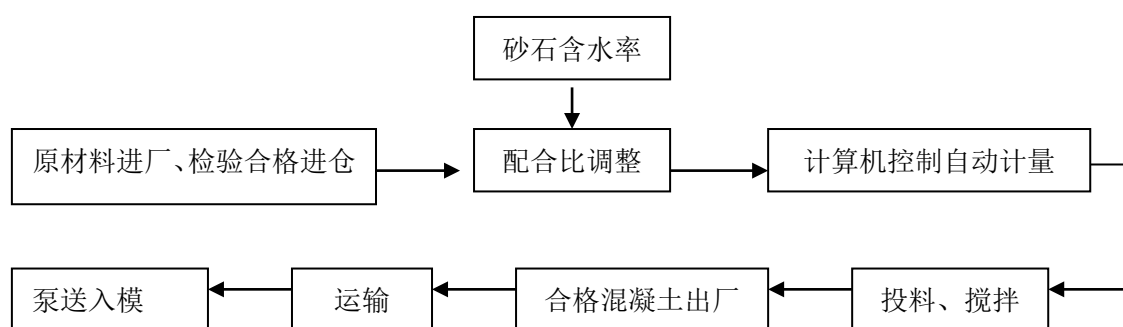 砂石含水率
原材料进厂、检验合格进仓
配合比调整
计算机控制自动计量
泵送入模
运输
合格混凝土出厂
投料、搅拌